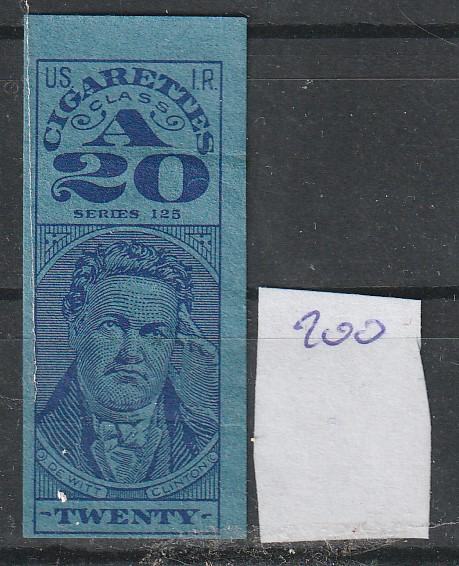 U.S. I.R.
CIGARETTES
CLASS
A
20
SERIES 125
DE WITT CLINTON
TWENTY
200